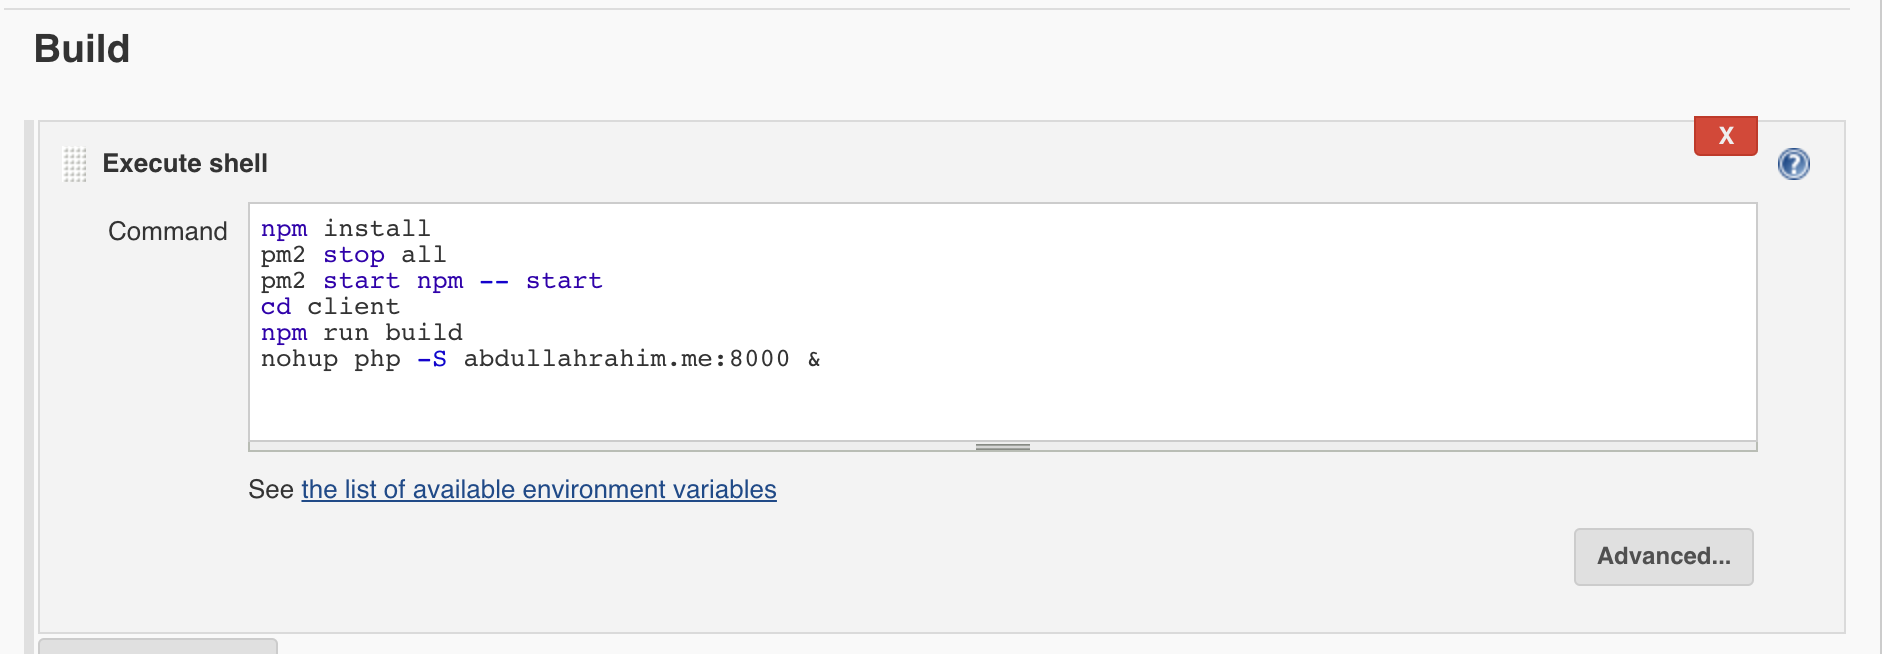 Build
X
Execute shell
?
Command
npm install
pm2 stop all
pm2 start npm -- start
cd client
npm run build
nohup php -S abdullahrahim.me:8000 &
See the list of available environment variables
Advanced...